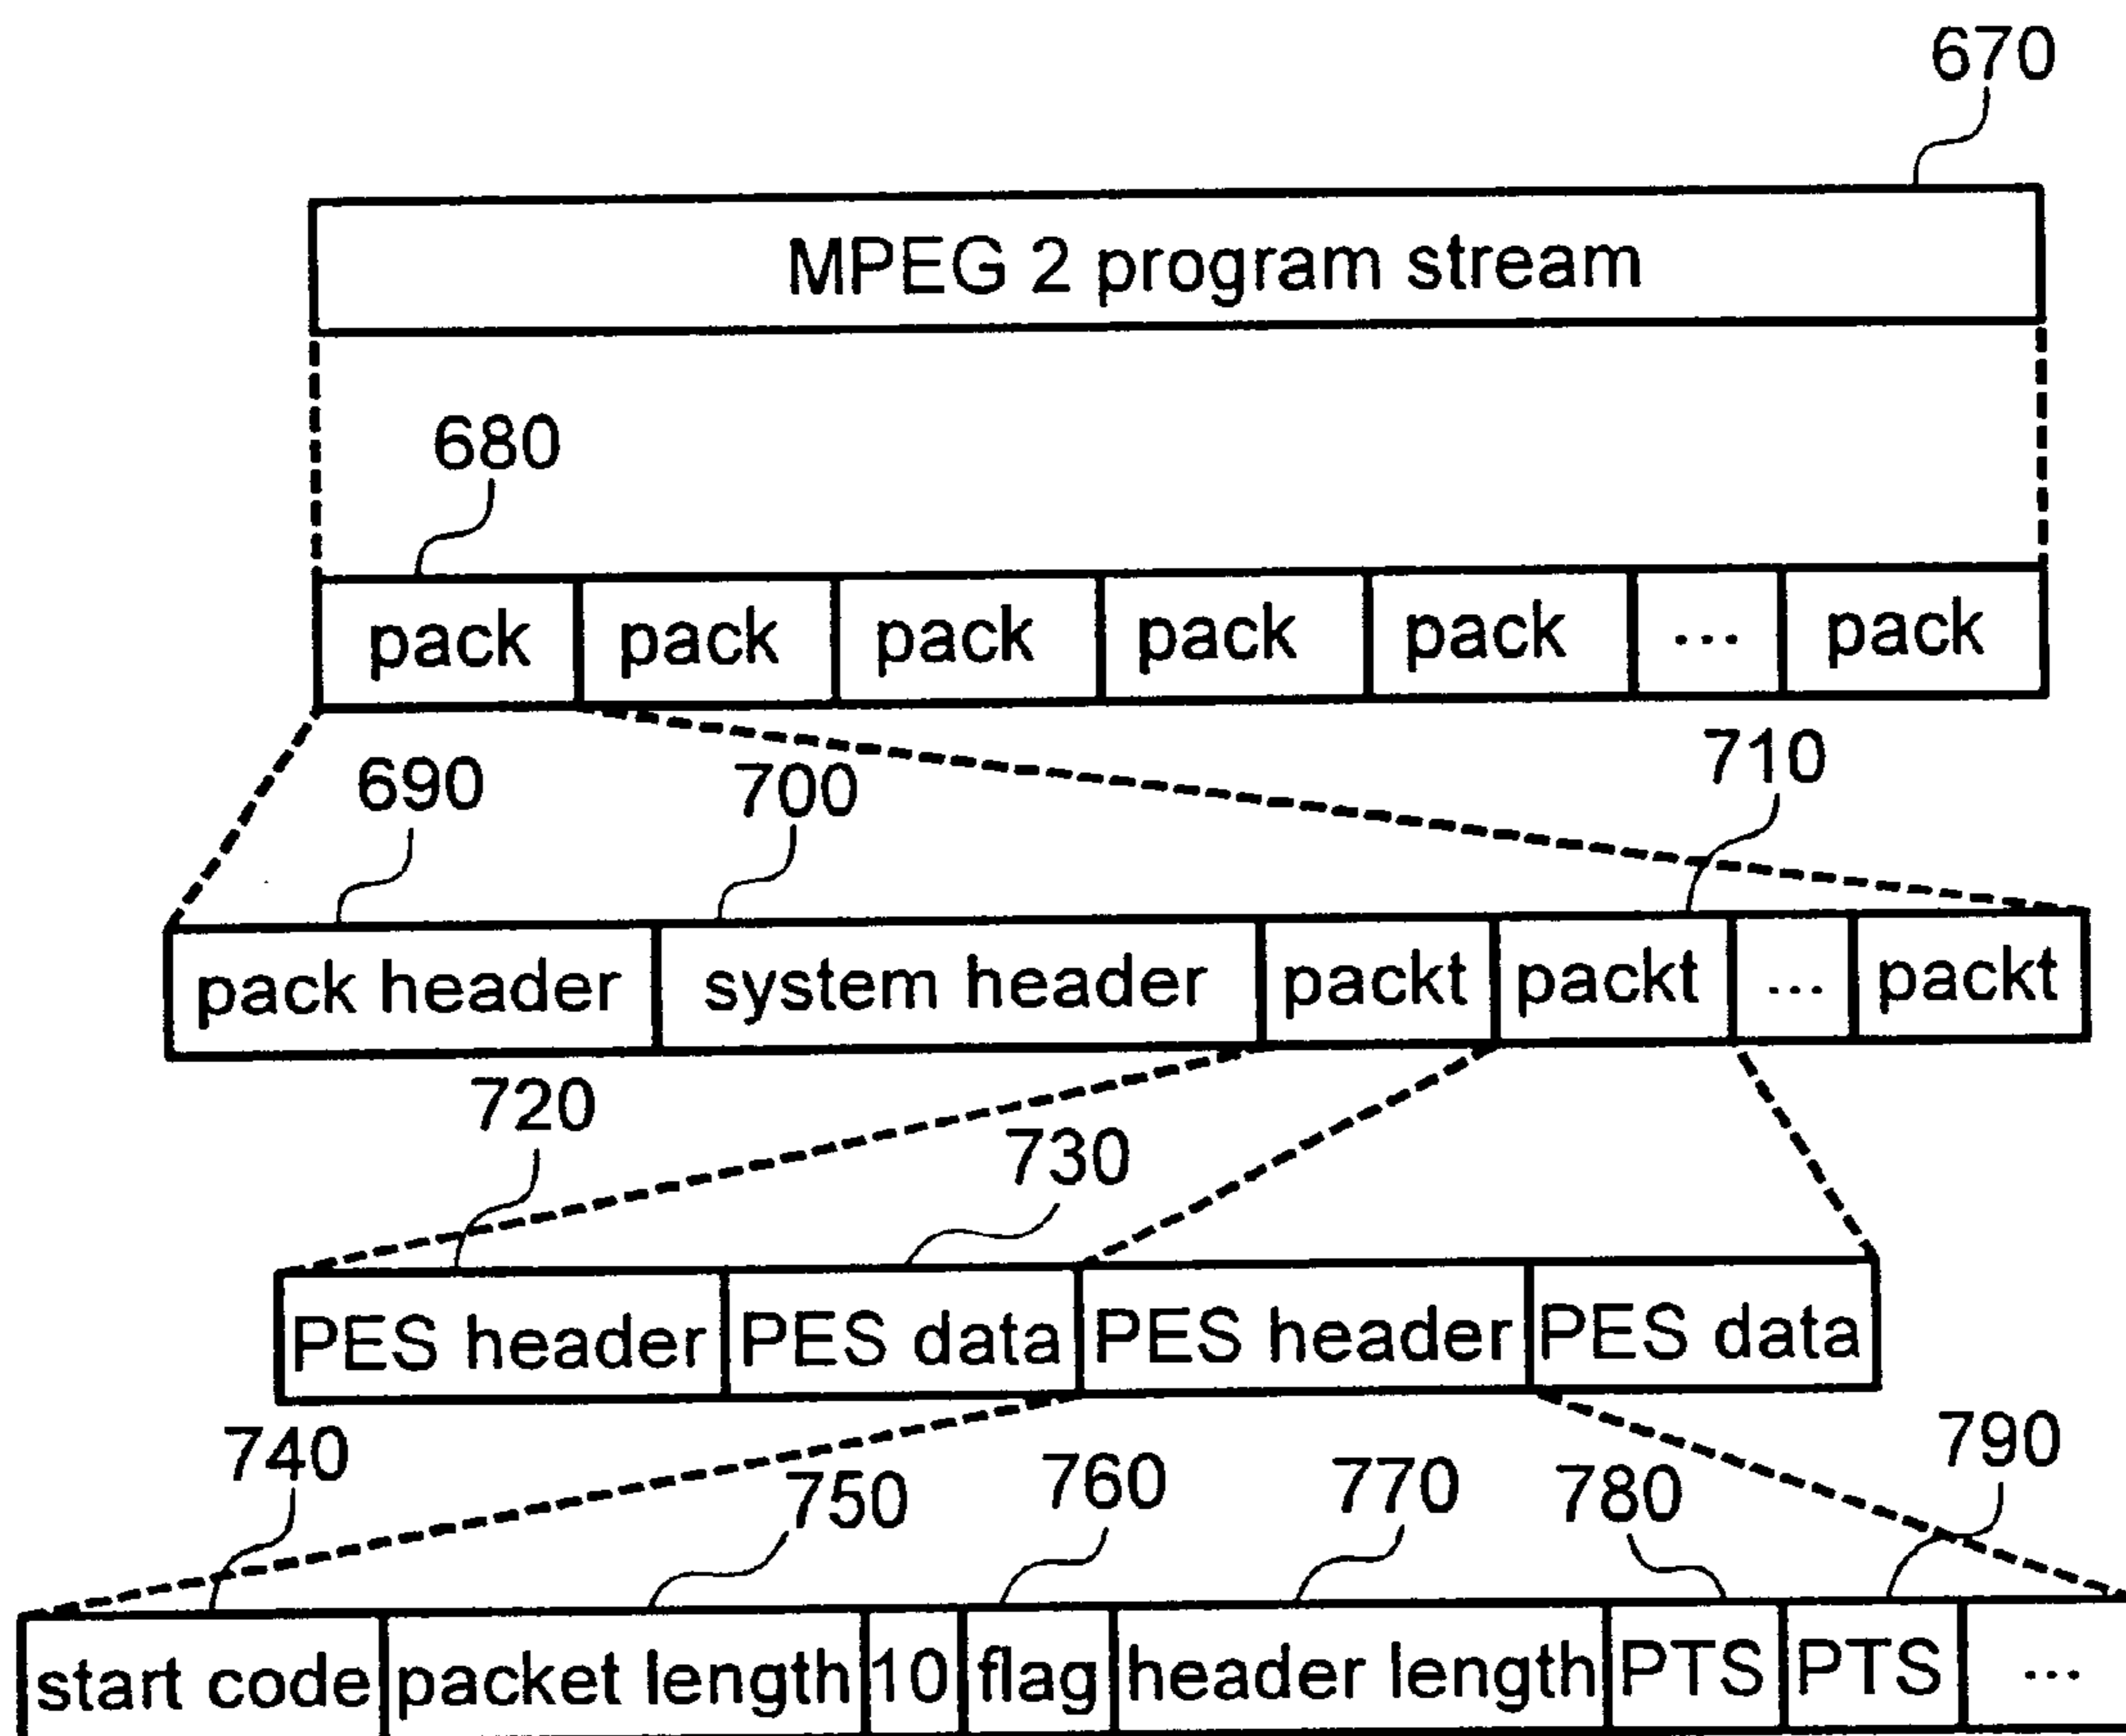 670
MPEG 2 program stream
680
pack pack pack pack pack ... pack
690 700 710
pack header system header packt packt ... packt
720 730
PES header PES data PES header PES data
740 750 760 770 780 790
start code packet length 10 flag header length PTS PTS ...